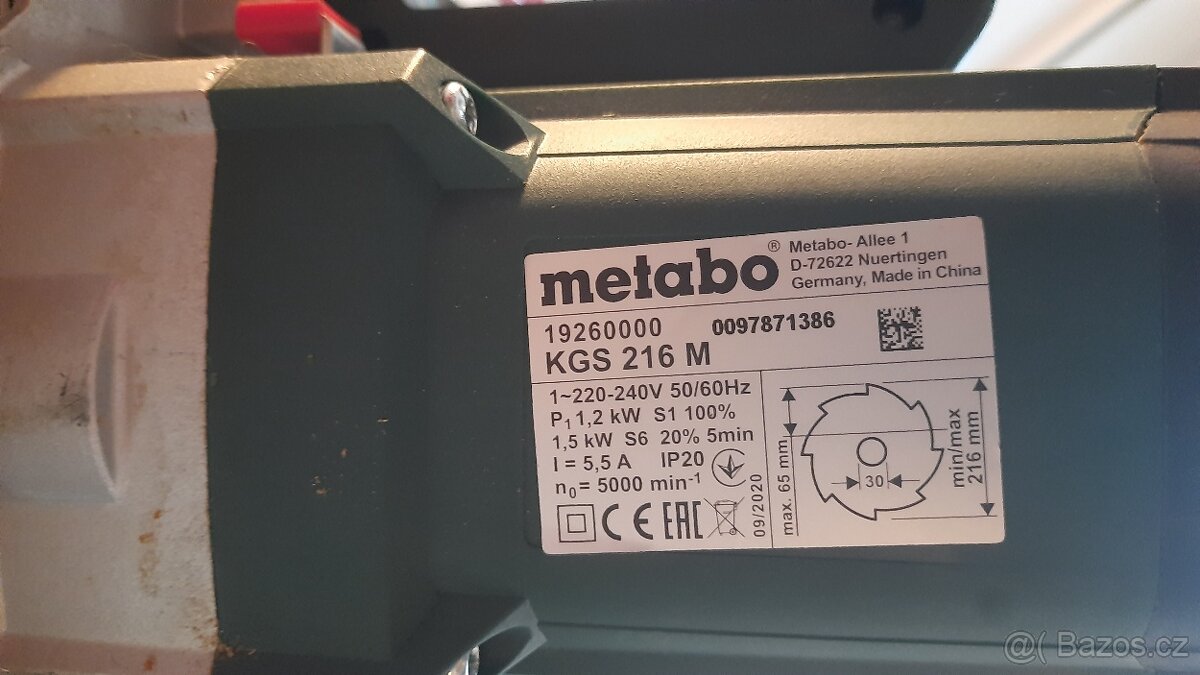 metabo®
Metabo- Allee 1
D-72622 Nuertingen
Germany, Made in China
19260000 0097871386
KGS 216 M
1~220-240V 50/60Hz
P1 1,2 kW S1 100%
1,5 kW S6 20% 5min
I = 5,5 A IP20
n0 = 5000 min-1
CE EAC
09/2020
max. 65 mm
30
min/max
216 mm
@( Bazos.cz